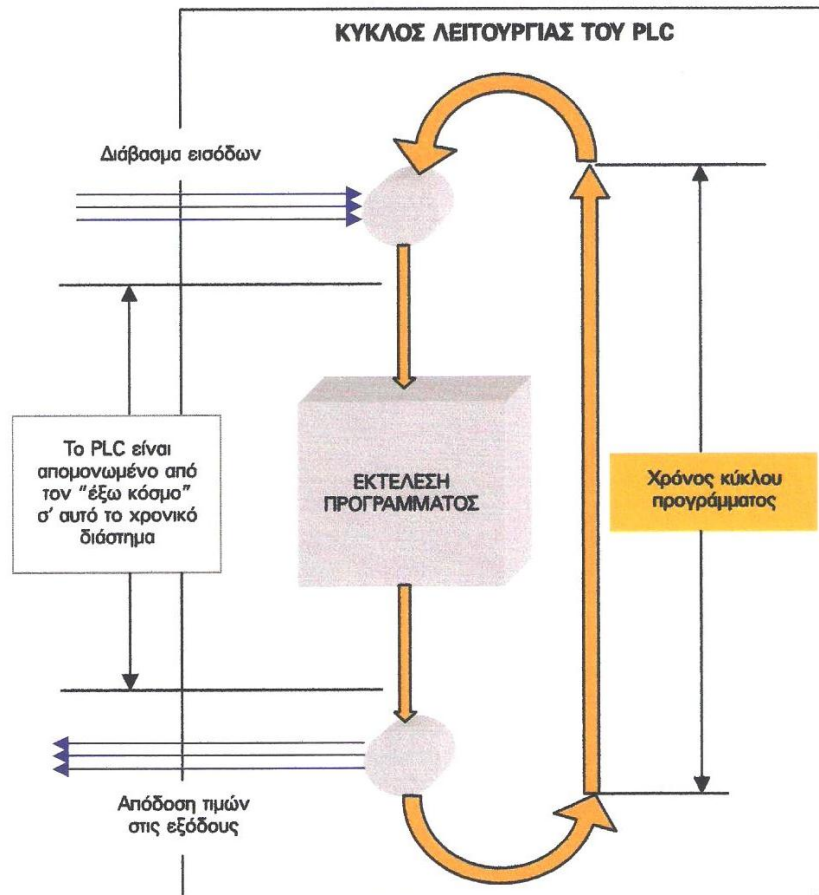 ΚΥΚΛΟΣ ΛΕΙΤΟΥΡΓΙΑΣ ΤΟΥ PLC
Διάβασμα εισόδων
Το PLC είναι
απομονωμένο από
τον "έξω κόσμο"
σ' αυτό το χρονικό
διάστημα
ΕΚΤΕΛΕΣΗ
ΠΡΟΓΡΑΜΜΑΤΟΣ
Χρόνος κύκλου
προγράμματος
Απόδοση τιμών
στις εξόδους